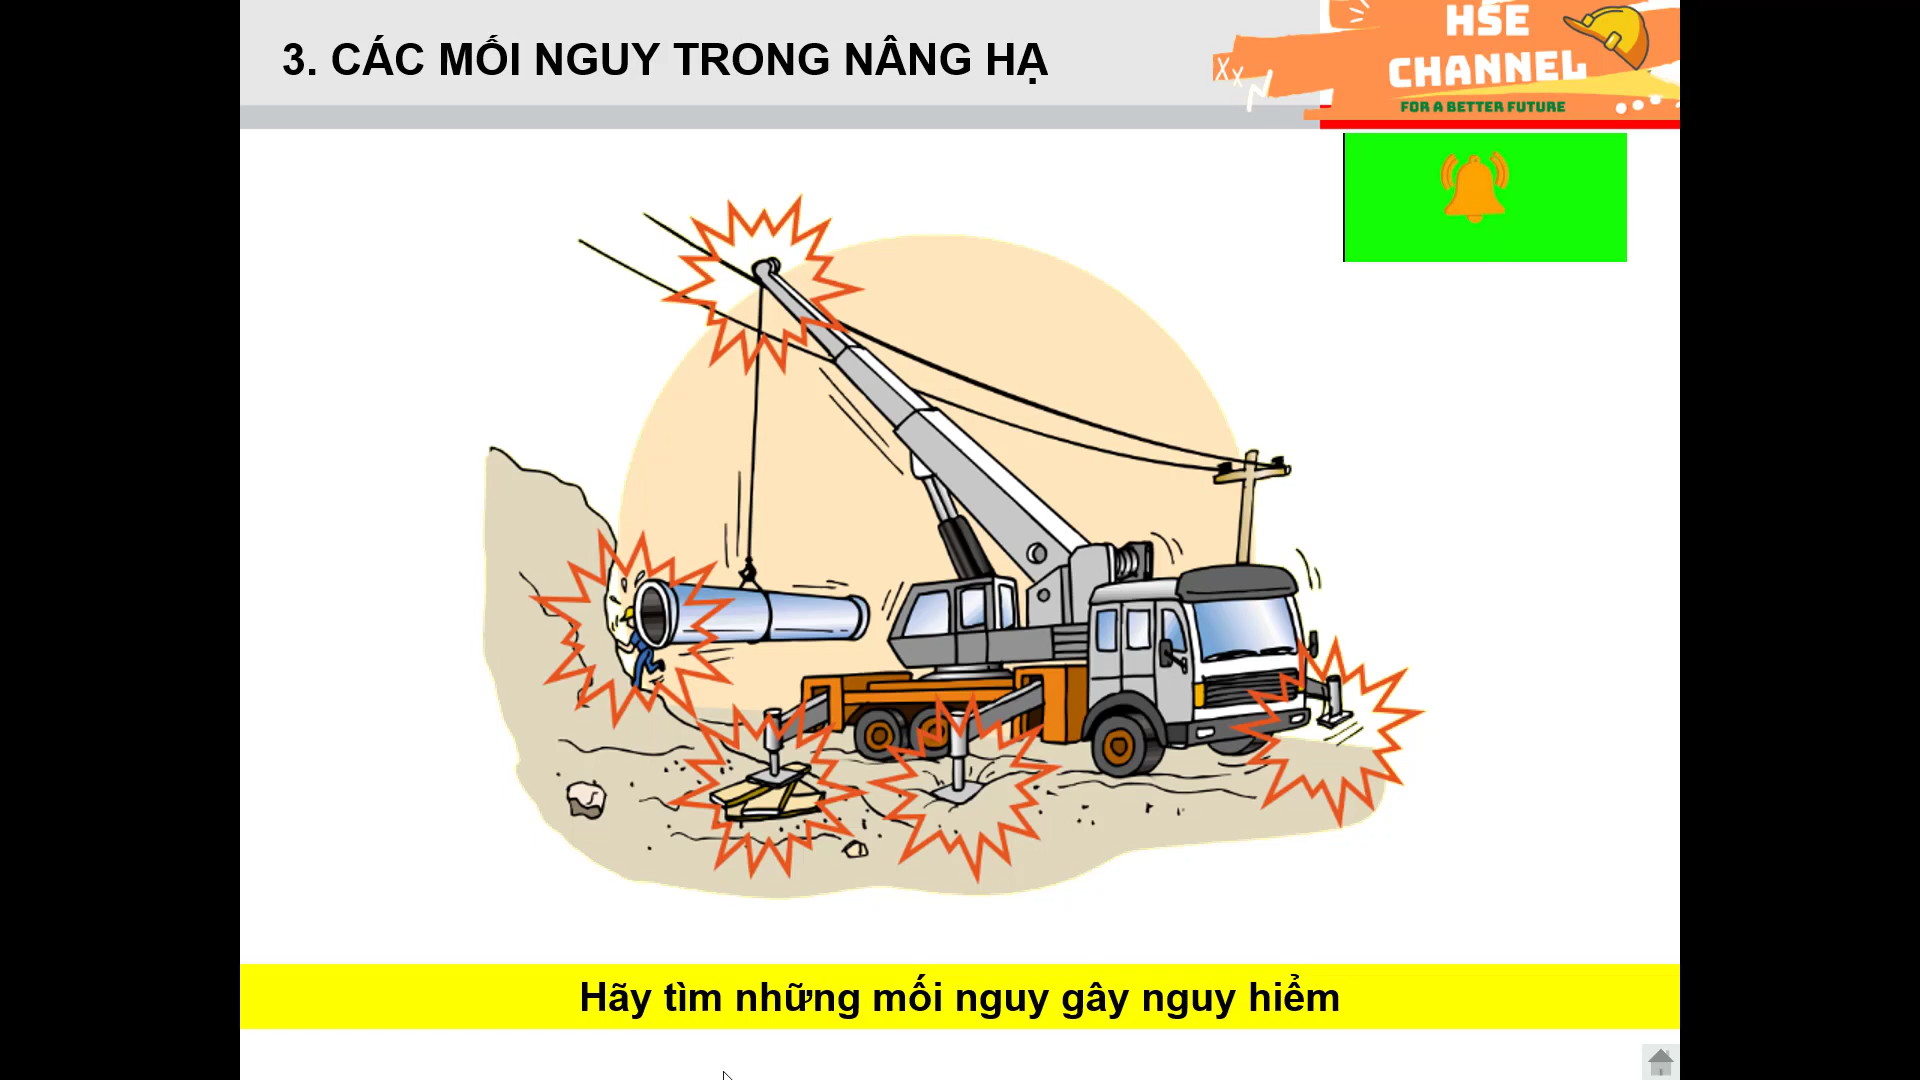 3. CÁC MỐI NGUY TRONG NÂNG HẠ
HSE
CHANNEL
FOR A BETTER FUTURE
Hãy tìm những mối nguy gây nguy hiểm